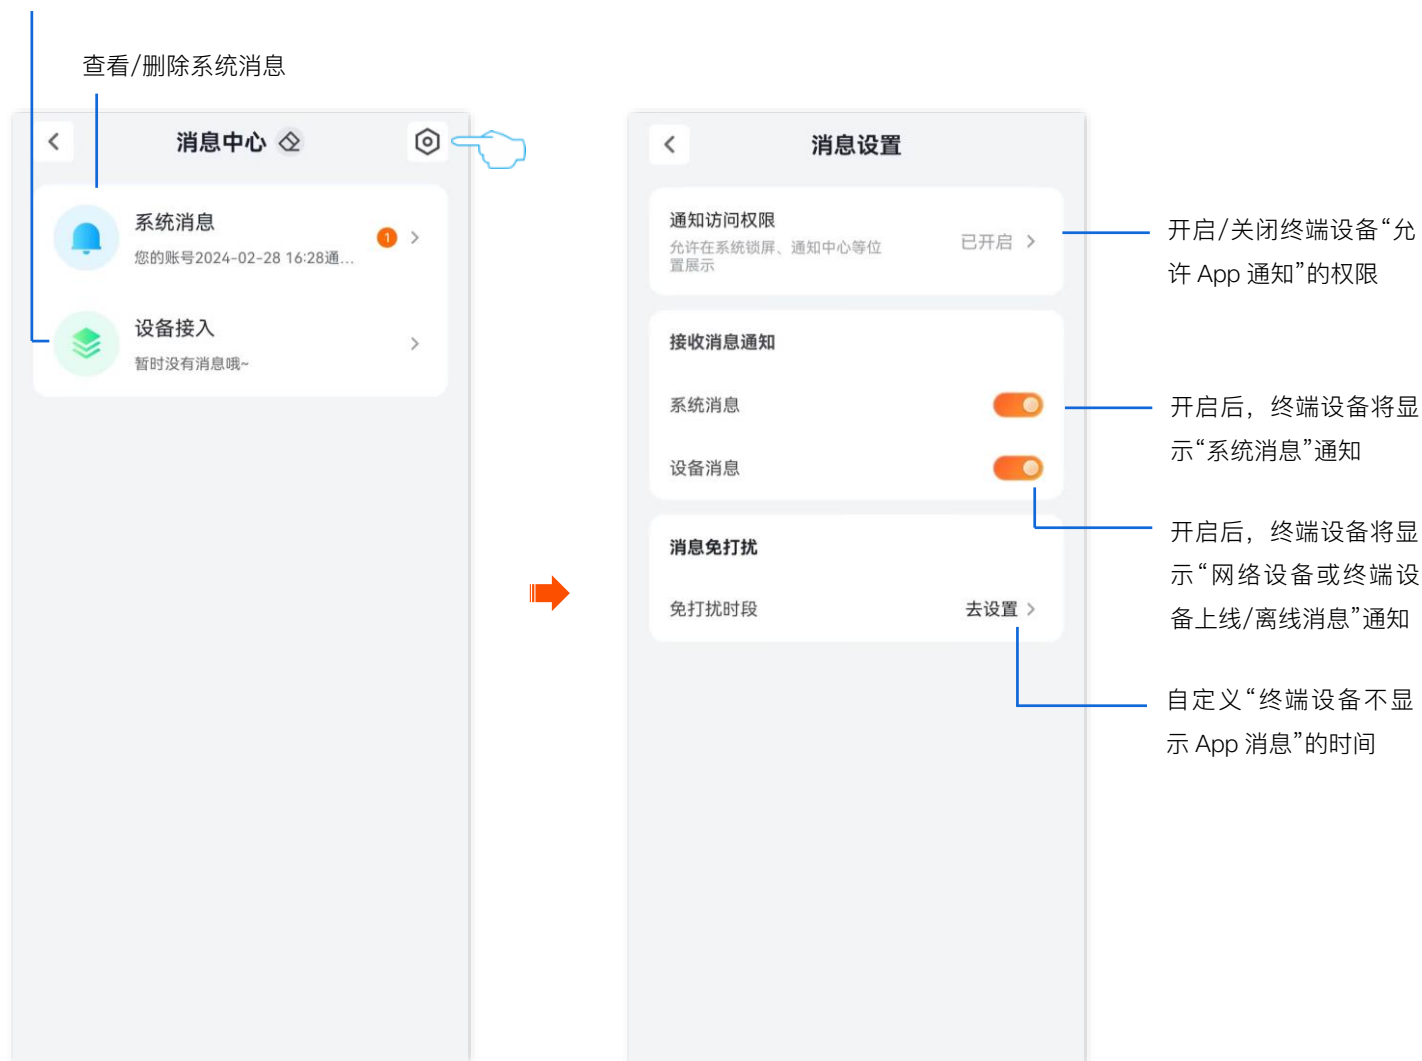 查看/删除系统消息
消息中心
系统消息
您的账号2024-02-28 16:28通...
1
设备接入
暂时没有消息哦~
消息设置
通知访问权限
允许在系统锁屏、通知中心等位
置展示
已开启
接收消息通知
系统消息
设备消息
消息免打扰
免打扰时段
去设置
开启/关闭终端设备“允
许 App 通知”的权限
开启后，终端设备将显
示“系统消息”通知
开启后，终端设备将显
示“网络设备或终端设
备上线/离线消息”通知
自定义“终端设备不显
示 App 消息”的时间